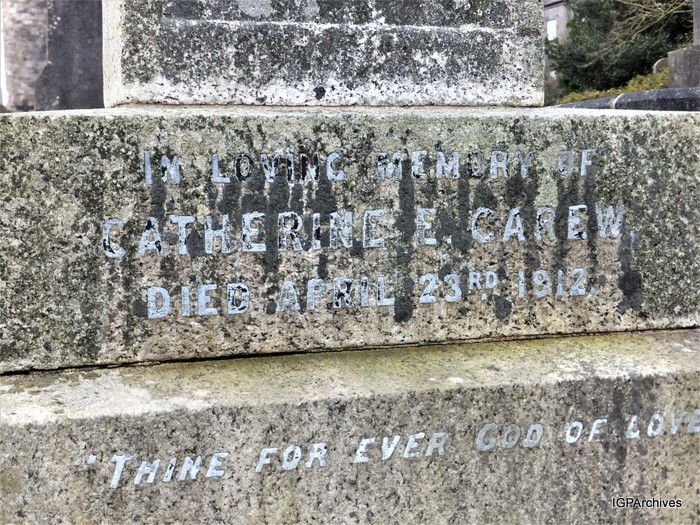 IN LOVING MEMORY OF
CATHERINE E. CAREW,
DIED APRIL 23RD 1912.
"THINE FOR EVER GOD OF LOVE
IGPArchives